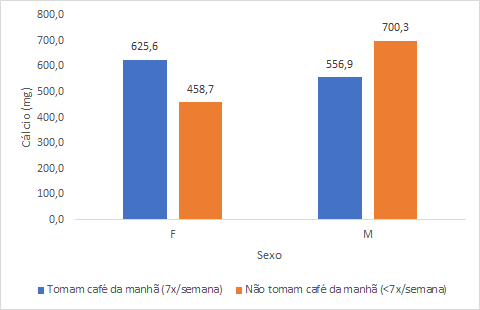 800,0
700,0
600,0
500,0
400,0
300,0
200,0
100,0
0,0
Cálcio (mg)
625,6
458,7
556,9
700,3
F
M
Sexo
Tomam café da manhã (7x/semana)
Não tomam café da manhã (<7x/semana)